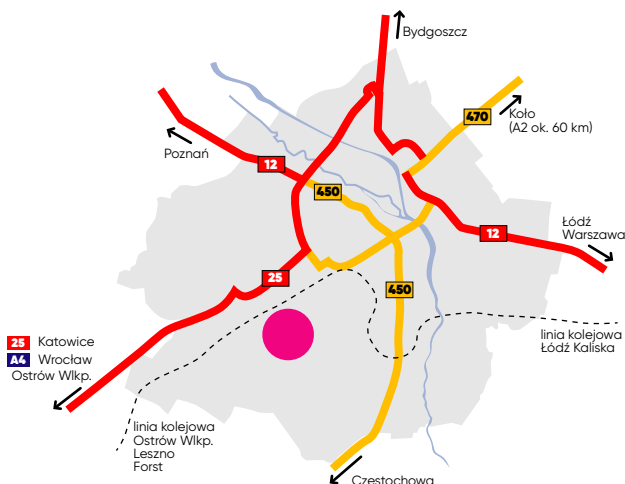 Bydgoszcz
470
Koło
(A2 ok. 60 km)
Poznań
12
450
Łódź
Warszawa
12
25
450
25 Katowice
A4 Wrocław
Ostrów Wlkp.
linia kolejowa
Łódź Kaliska
linia kolejowa
Ostrów Wlkp.
Leszno
Forst
Częstochowa